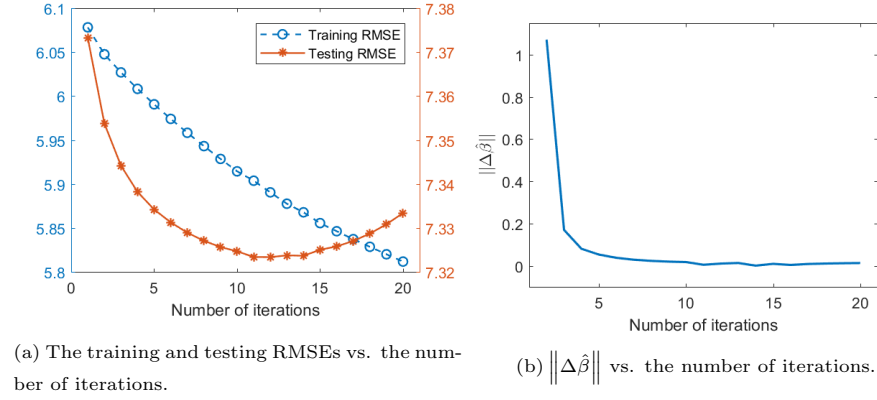 6.1
6.05
6
5.95
5.9
5.85
5.8
7.38
7.37
7.36
7.35
7.34
7.33
7.32
Training RMSE
Testing RMSE
0 5 10 15 20
Number of iterations
(a) The training and testing RMSEs vs. the num-
ber of iterations.
1
0.8
0.6
0.4
0.2
0
||Δβ̂||
5 10 15 20
Number of iterations
(b) ‖Δβ̂‖ vs. the number of iterations.